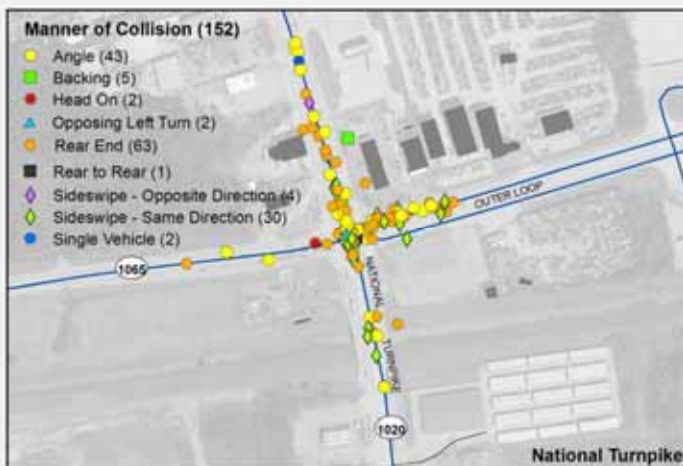 Manner of Collision (152)
Angle (43)
Backing (5)
Head On (2)
Opposing Left Turn (2)
Rear End (63)
Rear to Rear (1)
Sideswipe - Opposite Direction (4)
Sideswipe - Same Direction (30)
Single Vehicle (2)
OUTER LOOP
1065
NATIONAL
TURNPIKE
1020
National Turnpike